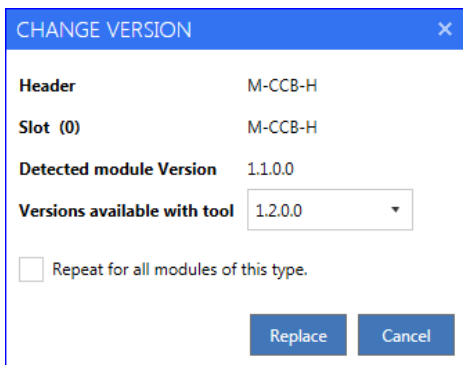 CHANGE VERSION
Header M-CCB-H
Slot (0) M-CCB-H
Detected module Version 1.1.0.0
Versions available with tool 1.2.0.0
Repeat for all modules of this type.
Replace Cancel